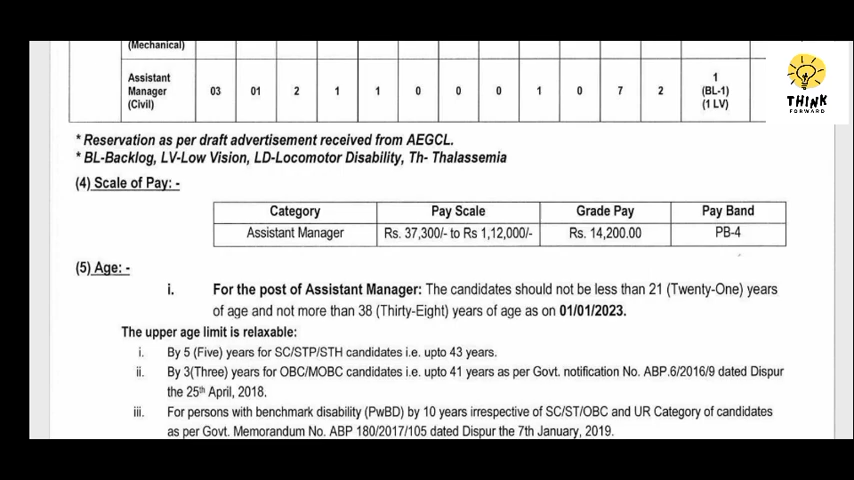 (Mechanical)
Assistant Manager (Civil) 03 01 2 1 1 0 0 0 1 0 7 2 1 (BL-1) (1 LV)
THINK
FORWARD
* Reservation as per draft advertisement received from AEGCL.
* BL-Backlog, LV-Low Vision, LD-Locomotor Disability, Th- Thalassemia
(4) Scale of Pay: -
Category Pay Scale Grade Pay Pay Band
Assistant Manager Rs. 37,300/- to Rs 1,12,000/- Rs. 14,200.00 PB-4
(5) Age: -
i. For the post of Assistant Manager: The candidates should not be less than 21 (Twenty-One) years
of age and not more than 38 (Thirty-Eight) years of age as on 01/01/2023.
The upper age limit is relaxable:
i. By 5 (Five) years for SC/STP/STH candidates i.e. upto 43 years.
ii. By 3(Three) years for OBC/MOBC candidates i.e. upto 41 years as per Govt. notification No. ABP.6/2016/9 dated Dispur
the 25th April, 2018.
iii. For persons with benchmark disability (PwBD) by 10 years irrespective of SC/ST/OBC and UR Category of candidates
as per Govt. Memorandum No. ABP 180/2017/105 dated Dispur the 7th January, 2019.